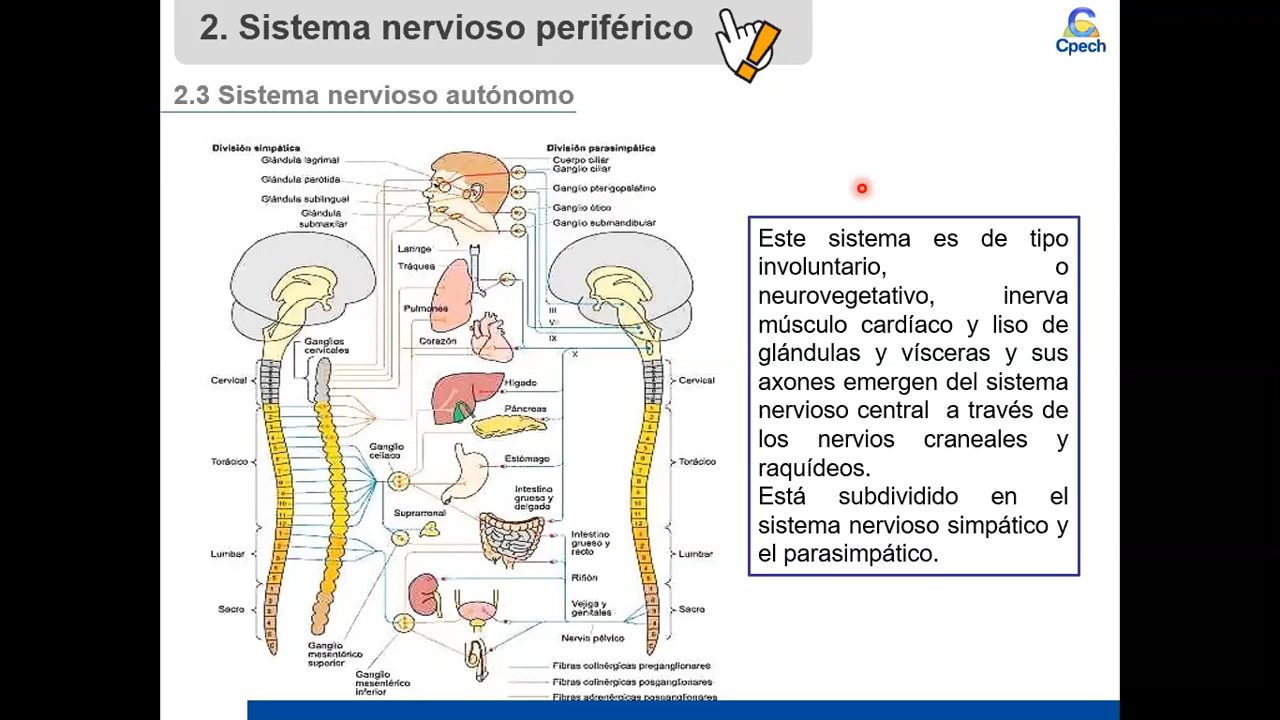 2. Sistema nervioso periférico
Cpech
2.3 Sistema nervioso autónomo
División simpática
Glándula lagrimal
Glándula parótida
Glándula sublingual
Glándula
submaxilar
División parasimpática
Cuerpo ciliar
Ganglio ciliar
Ganglio pterigopalatino
Ganglio ótico
Ganglio submandibular
Laringe
Tráquea
Pulmones
Corazón
III
V
IX
X
Ganglios
cervicales
Cervical
Torácico
Lumbar
Sacro
Hígado
Páncreas
Ganglio
celíaco
Estómago
Intestino
grueso y
delgado
Suprarrenal
Intestino
grueso y
recto
Riñón
Vejiga y
genitales
Nervio pélvico
Cervical
Torácico
Lumbar
Sacro
Ganglio
mesentérico
superior
Ganglio
mesentérico
inferior
Fibras colinérgicas preganglionares
Fibras colinérgicas posganglionares
Fibras adrenérgicas posganglionares
Este sistema es de tipo
involuntario, o
neurovegetativo, inerva
músculo cardíaco y liso de
glándulas y vísceras y sus
axones emergen del sistema
nervioso central a través de
los nervios craneales y
raquídeos.
Está subdividido en el
sistema nervioso simpático y
el parasimpático.